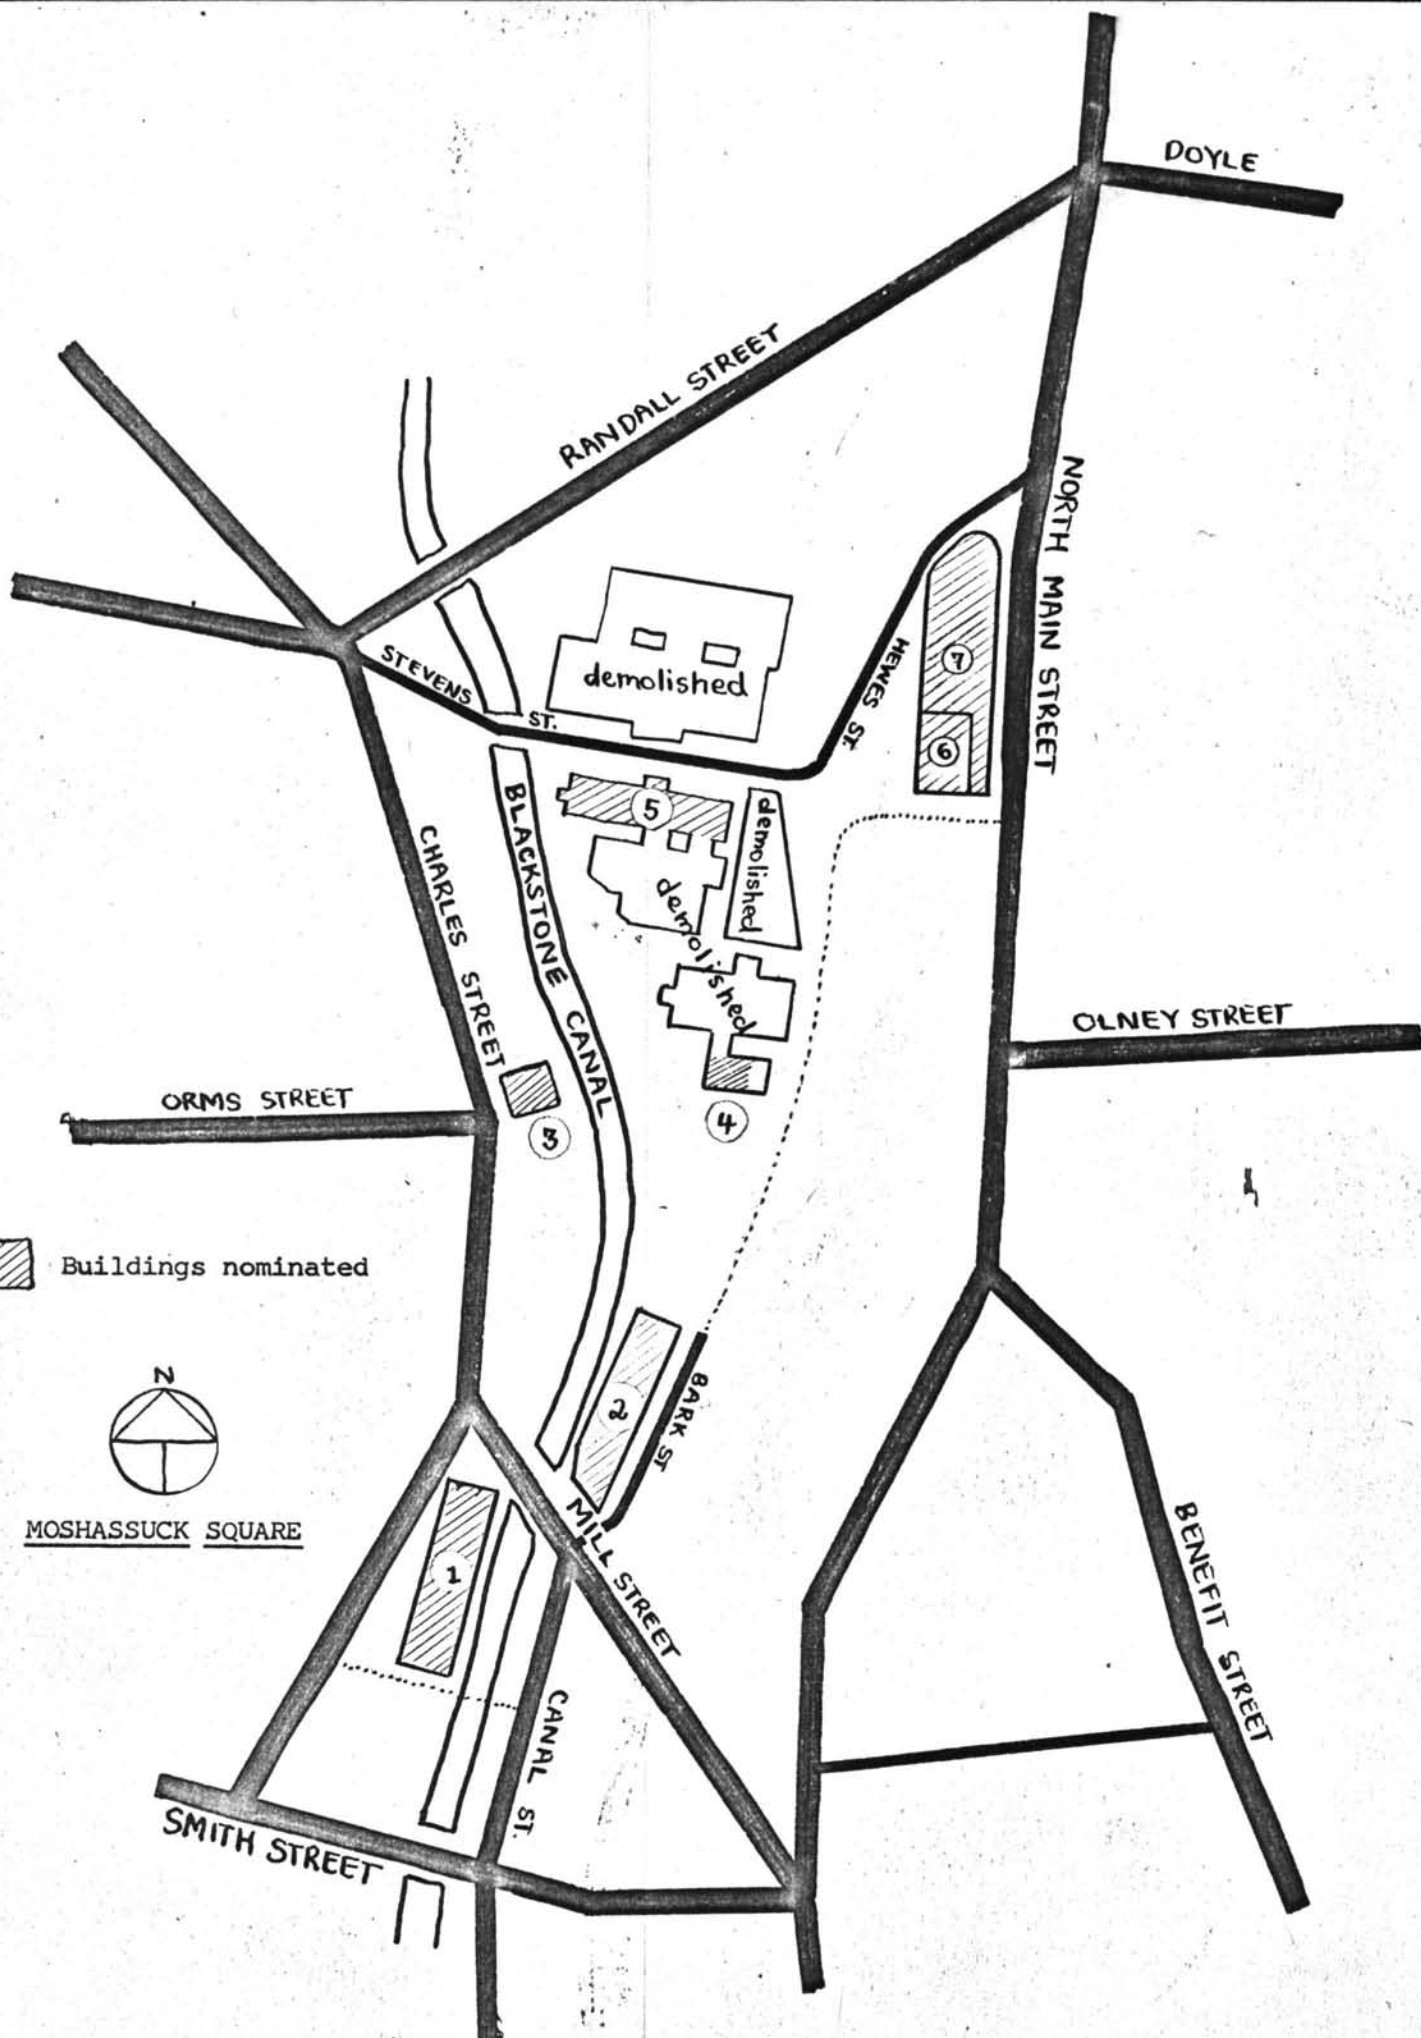 DOYLE
RANDALL STREET
NORTH MAIN STREET
STEVENS ST.
demolished
HEWES ST.
7
6
5
demolished
demolished
BLACKSTONE CANAL
CHARLES STREET
OLNEY STREET
ORMS STREET
3
4
Buildings nominated
N
MOSHASSUCK SQUARE
2
BARK ST
MILL STREET
1
BENEFIT STREET
CANAL ST.
SMITH STREET